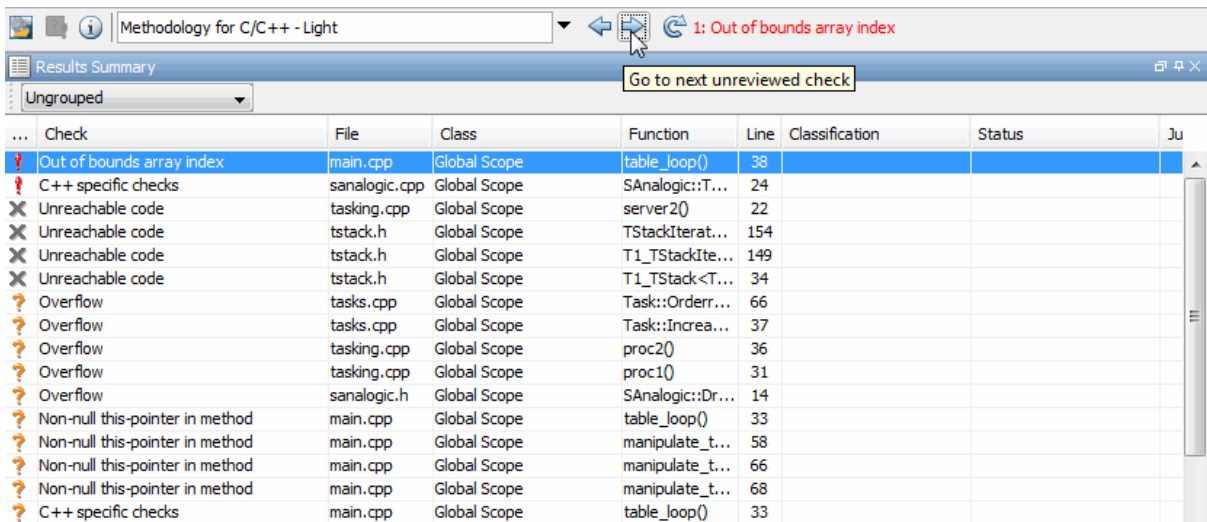 Methodology for C/C++ - Light 1: Out of bounds array index
Results Summary
Go to next unreviewed check
Ungrouped
... Check File Class Function Line Classification Status Ju
Out of bounds array index main.cpp Global Scope table_loop() 38
C++ specific checks sanalogic.cpp Global Scope SAnalogic::T... 24
Unreachable code tasking.cpp Global Scope server2() 22
Unreachable code tstack.h Global Scope TStackIterat... 154
Unreachable code tstack.h Global Scope T1_TStackIte... 149
Unreachable code tstack.h Global Scope T1_TStack<T... 34
Overflow tasks.cpp Global Scope Task::Orderr... 66
Overflow tasks.cpp Global Scope Task::Increa... 37
Overflow tasking.cpp Global Scope proc2() 36
Overflow tasking.cpp Global Scope proc1() 31
Overflow sanalogic.h Global Scope SAnalogic::Dr... 14
Non-null this-pointer in method main.cpp Global Scope table_loop() 33
Non-null this-pointer in method main.cpp Global Scope manipulate_t... 58
Non-null this-pointer in method main.cpp Global Scope manipulate_t... 66
Non-null this-pointer in method main.cpp Global Scope manipulate_t... 68
C++ specific checks main.cpp Global Scope table_loop() 33